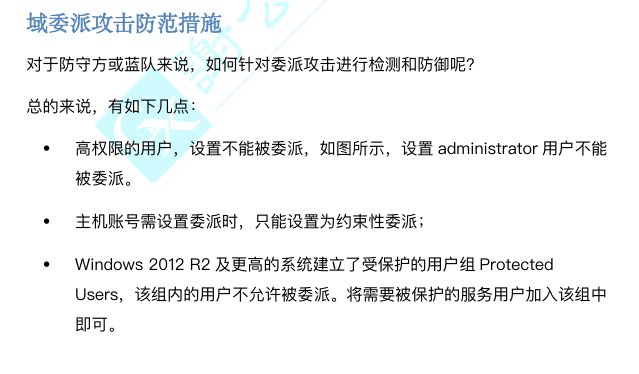 域委派攻击防范措施
对于防守方或蓝队来说，如何针对委派攻击进行检测和防御呢？
总的来说，有如下几点：
• 高权限的用户，设置不能被委派，如图所示，设置 administrator 用户不能
被委派。
• 主机账号需设置委派时，只能设置为约束性委派；
• Windows 2012 R2 及更高的系统建立了受保护的用户组 Protected
Users，该组内的用户不允许被委派。将需要被保护的服务用户加入该组中
即可。